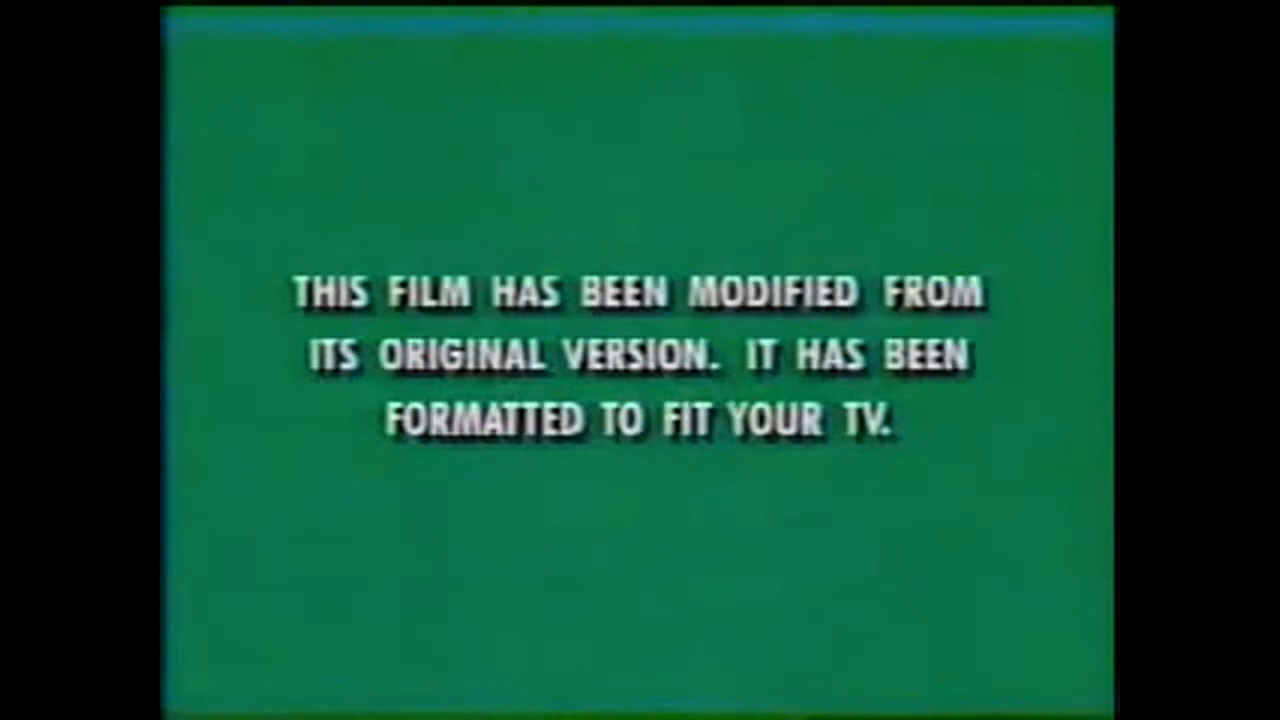 THIS FILM HAS BEEN MODIFIED FROM
ITS ORIGINAL VERSION. IT HAS BEEN
FORMATTED TO FIT YOUR TV.